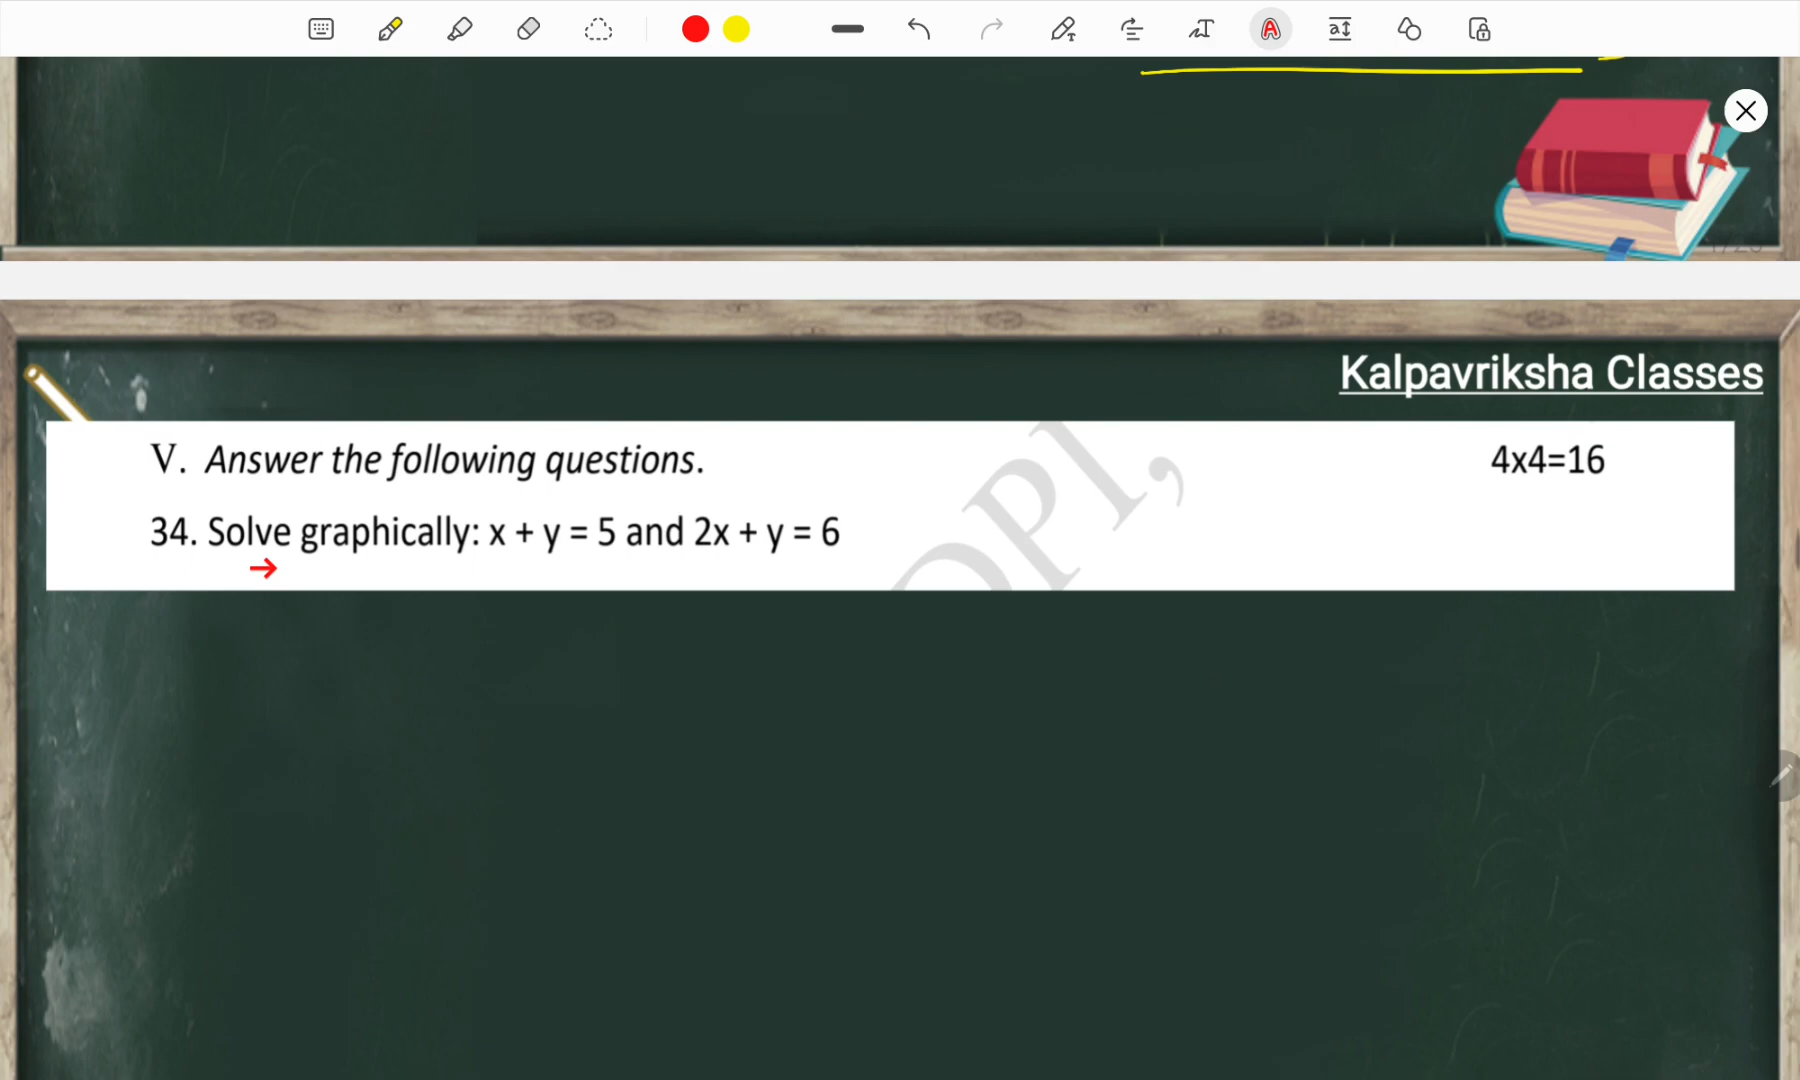 Kalpavriksha Classes
V. Answer the following questions. 4x4=16
34. Solve graphically: x + y = 5 and 2x + y = 6
→